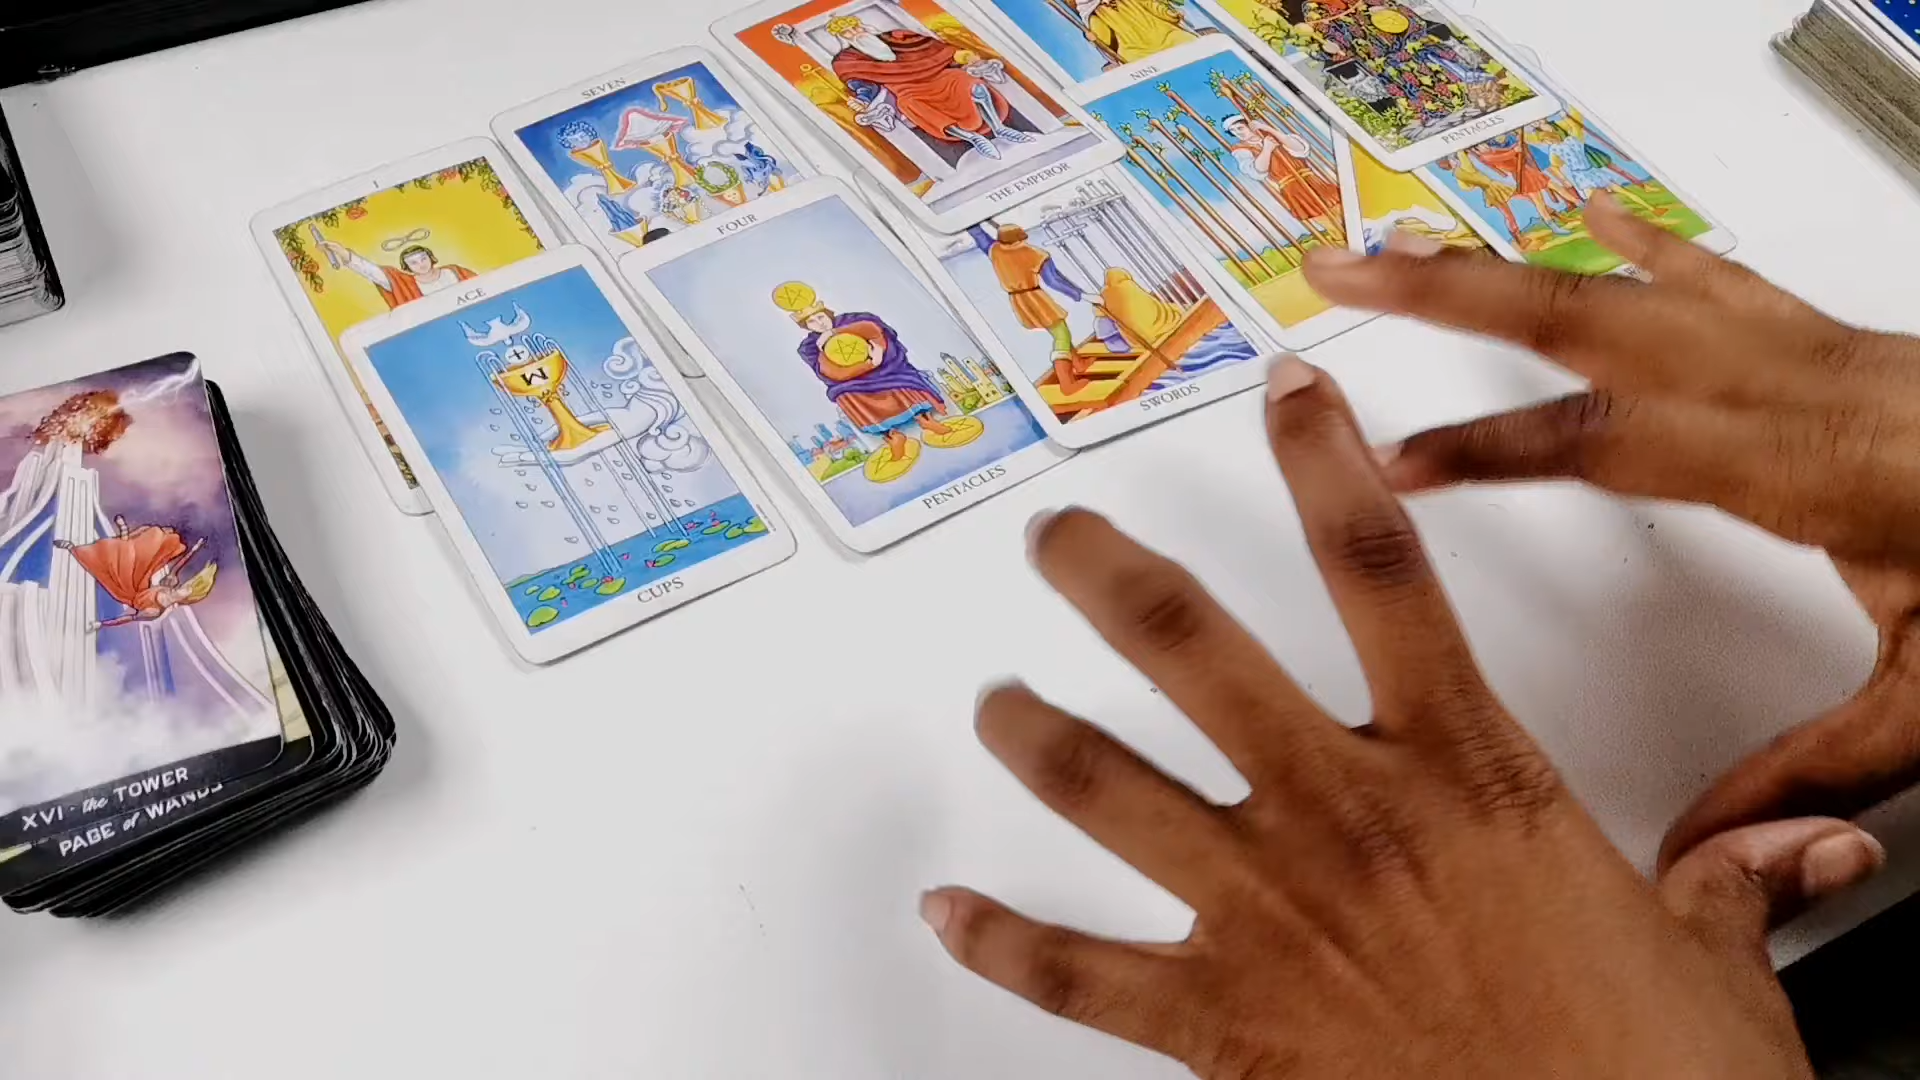 I
SEVEN
THE EMPEROR
NINE
PENTACLES
ACE
CUPS
FOUR
PENTACLES
SWORDS
XVI - the TOWER
PAGE of WANDS